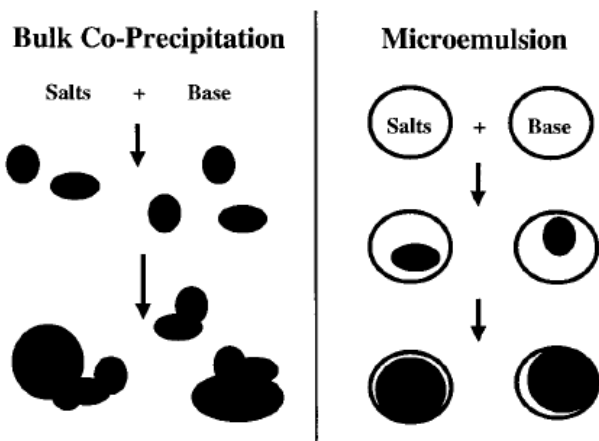 Bulk Co-Precipitation
Salts + Base
Microemulsion
Salts + Base